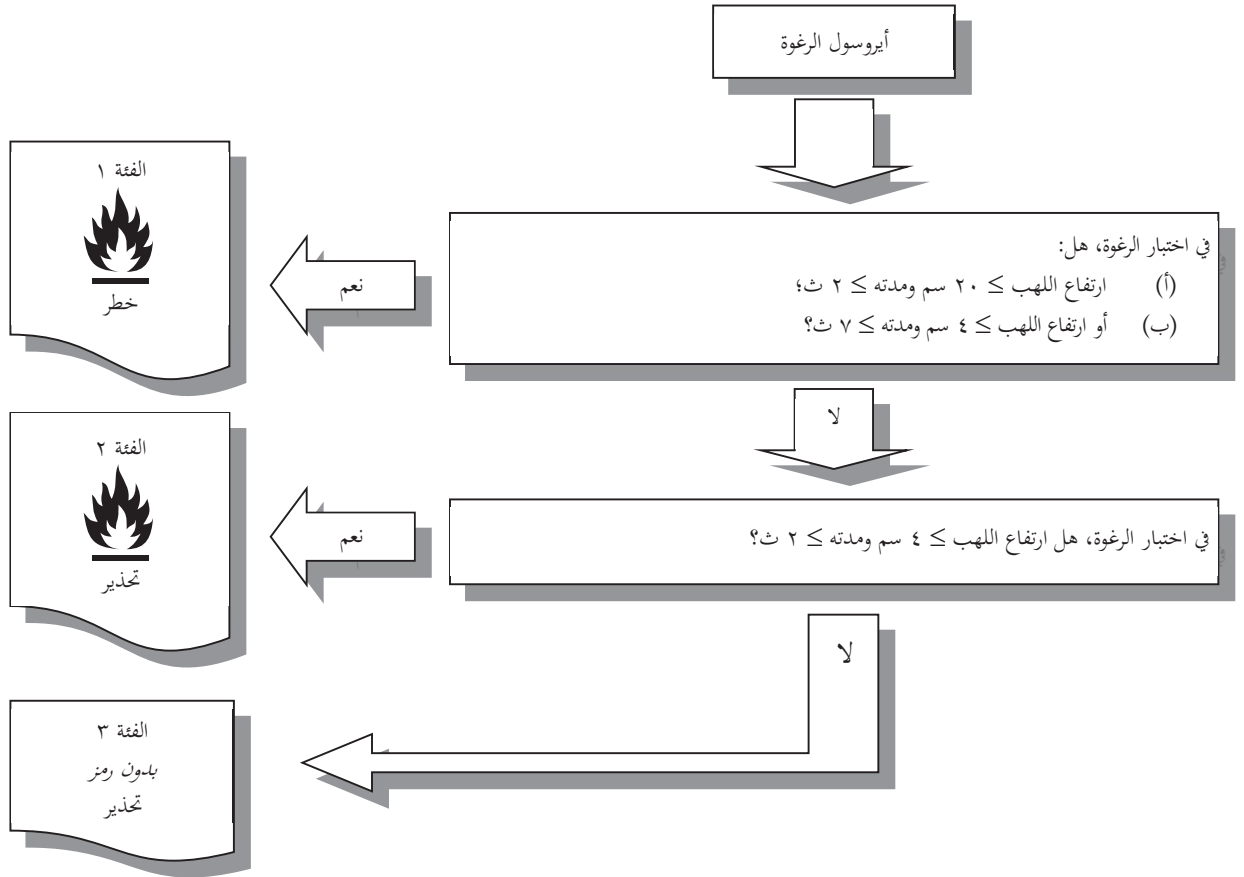 أيروسول الرغوة
في اختبار الرغوة، هل:
(أ) ارتفاع اللهب ≥ ٢٠ سم ومدته ≥ ٢ ث؛
(ب) أو ارتفاع اللهب ≥ ٤ سم ومدته ≥ ٧ ث؟
نعم
الفئة ١
خطر
لا
في اختبار الرغوة، هل ارتفاع اللهب ≥ ٤ سم ومدته ≥ ٢ ث؟
نعم
الفئة ٢
تحذير
لا
الفئة ٣
بدون رمز
تحذير